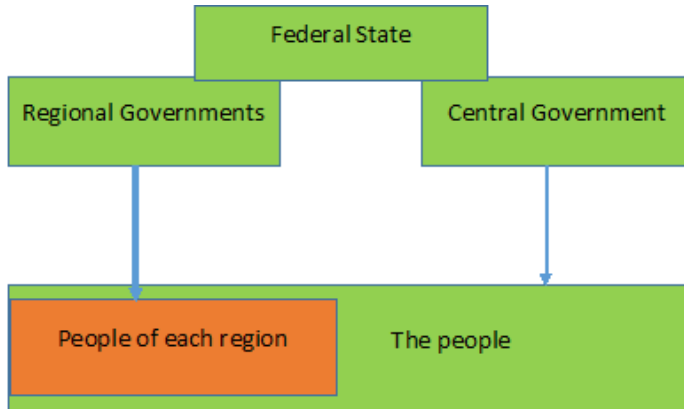 Federal State
Regional Governments
Central Government
People of each region
The people